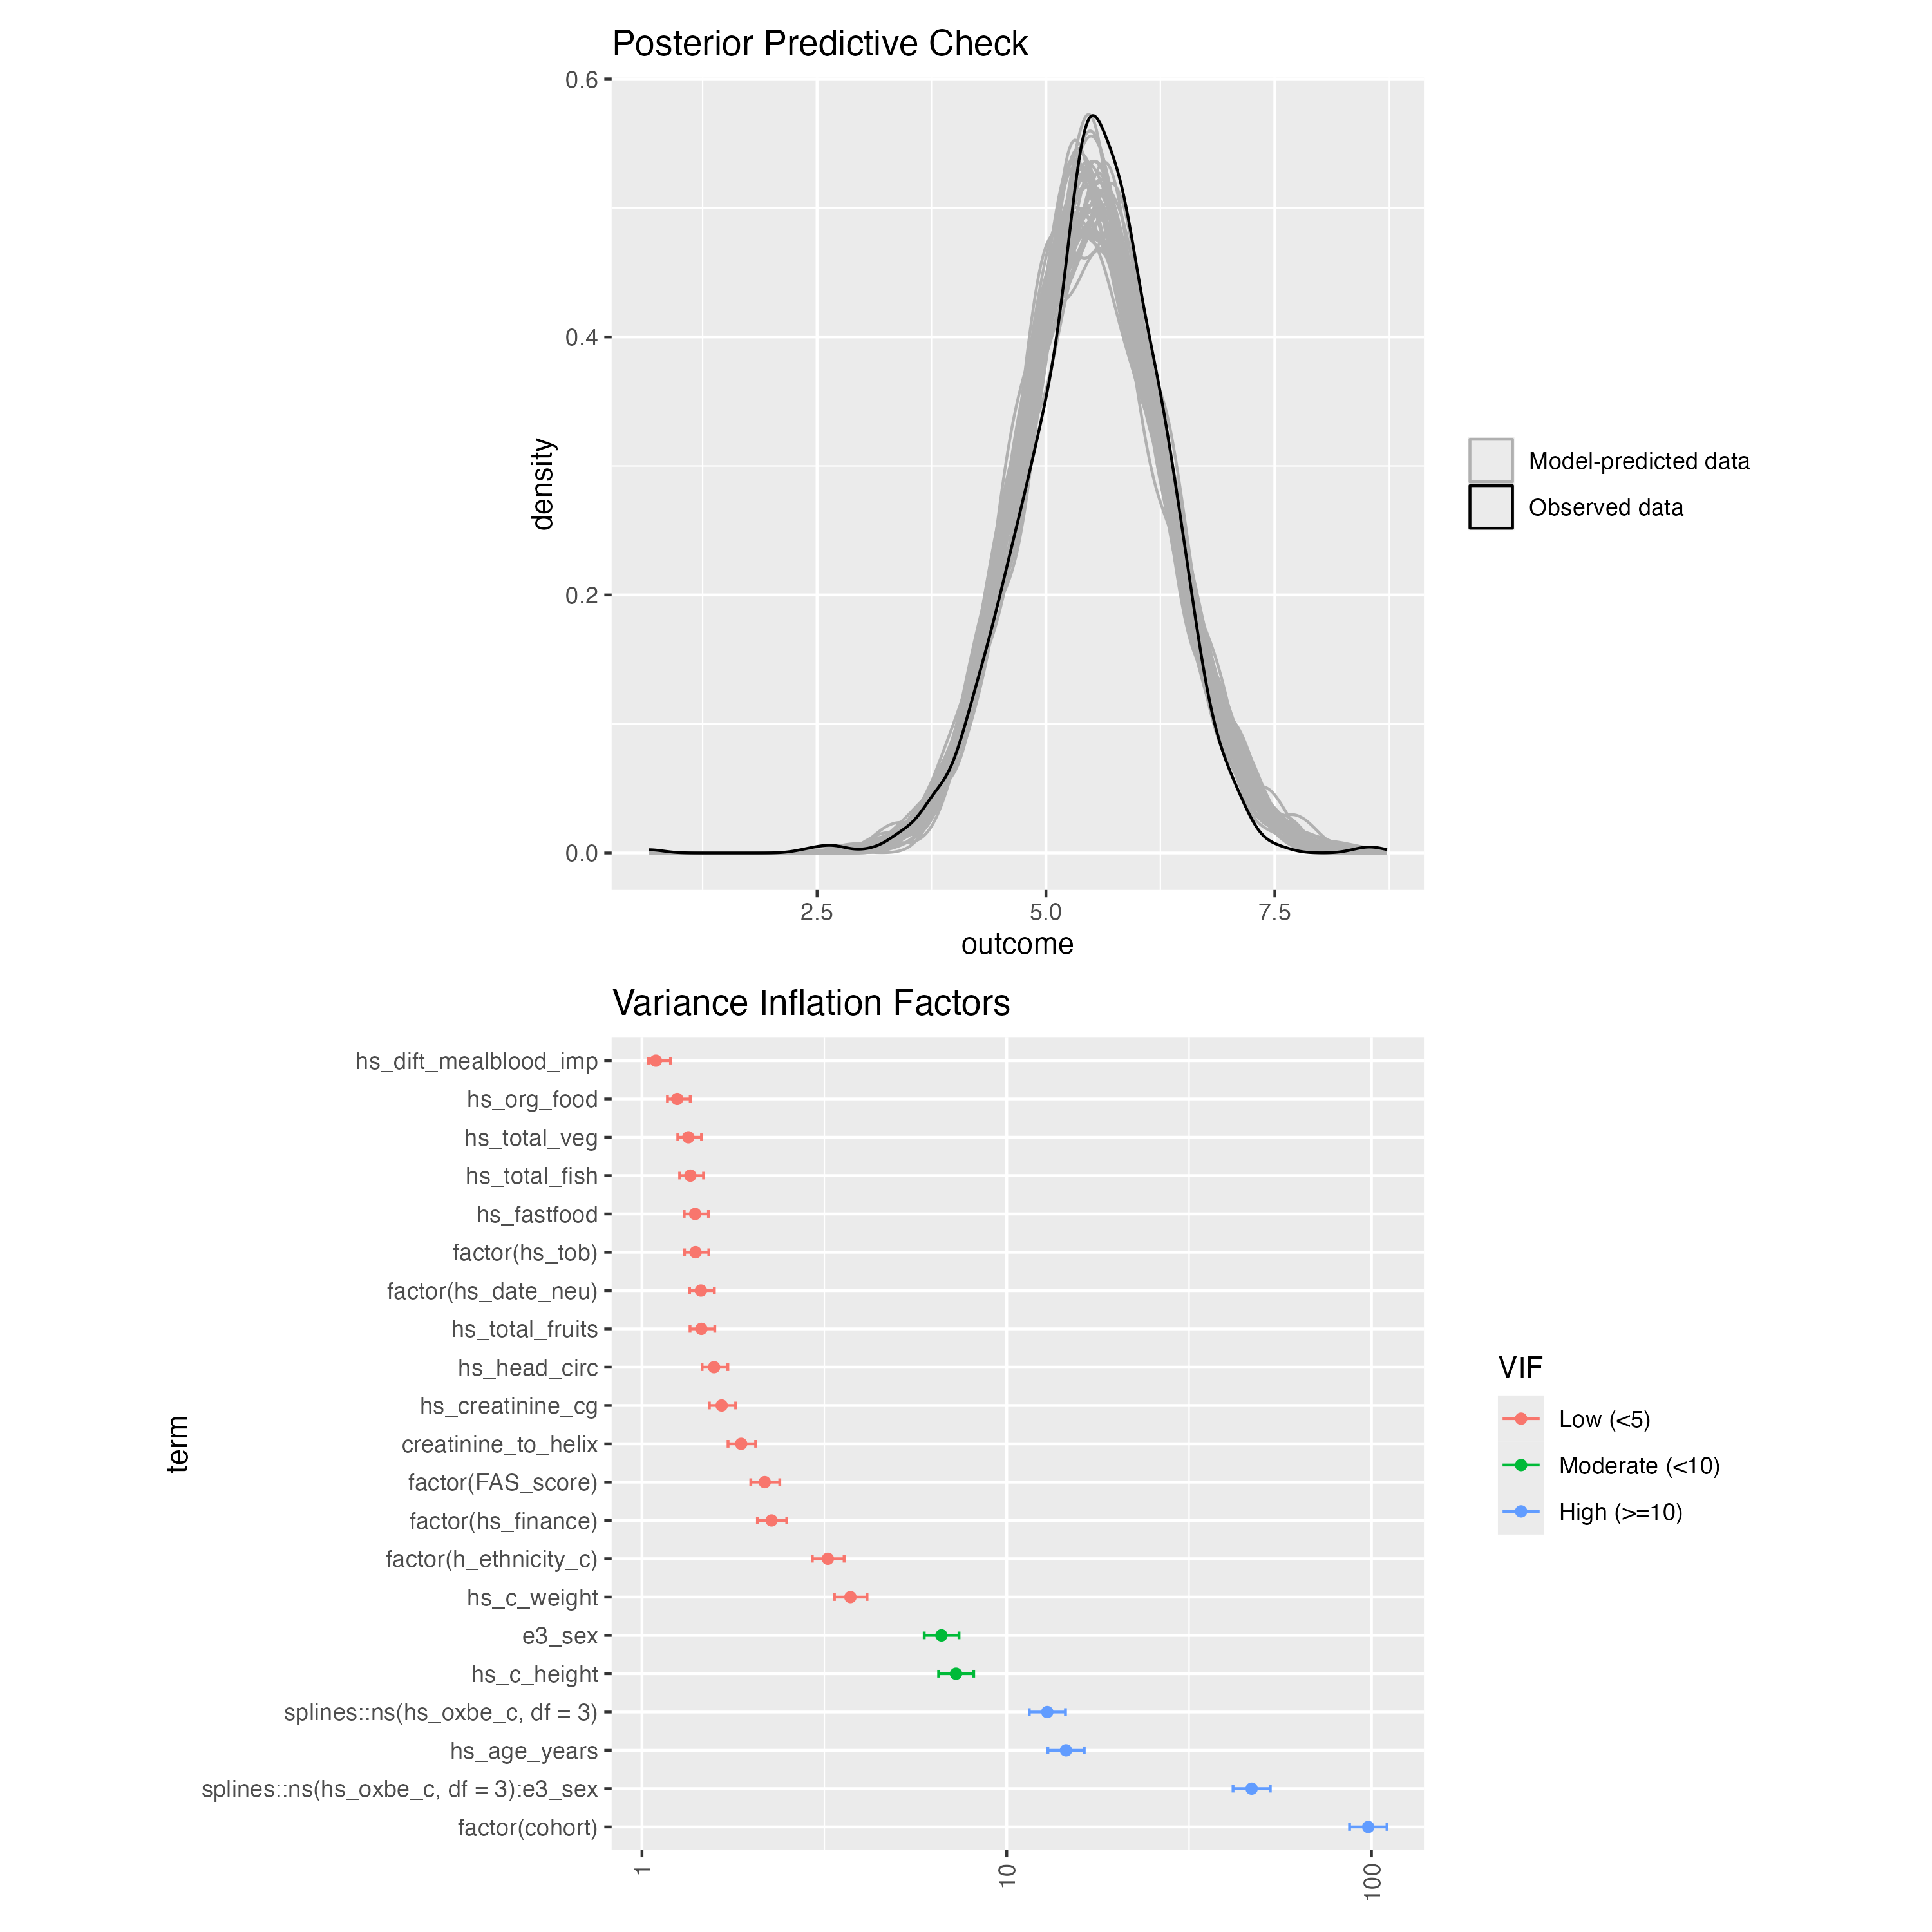 Posterior Predictive Check
0.6
0.4
0.2
0.0
density
2.5 5.0 7.5
outcome
Model-predicted data
Observed data
Variance Inflation Factors
term
hs_dift_mealblood_imp
hs_org_food
hs_total_veg
hs_total_fish
hs_fastfood
factor(hs_tob)
factor(hs_date_neu)
hs_total_fruits
hs_head_circ
hs_creatinine_cg
creatinine_to_helix
factor(FAS_score)
factor(hs_finance)
factor(h_ethnicity_c)
hs_c_weight
e3_sex
hs_c_height
splines::ns(hs_oxbe_c, df = 3)
hs_age_years
splines::ns(hs_oxbe_c, df = 3):e3_sex
factor(cohort)
1 10 100
VIF
Low (<5)
Moderate (<10)
High (>=10)